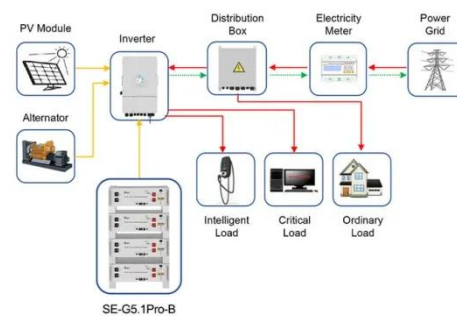 PV Module
Inverter
Distribution
Box
Electricity
Meter
Power
Grid
Alternator
Intelligent
Load
Critical
Load
Ordinary
Load
SE-G5.1Pro-B